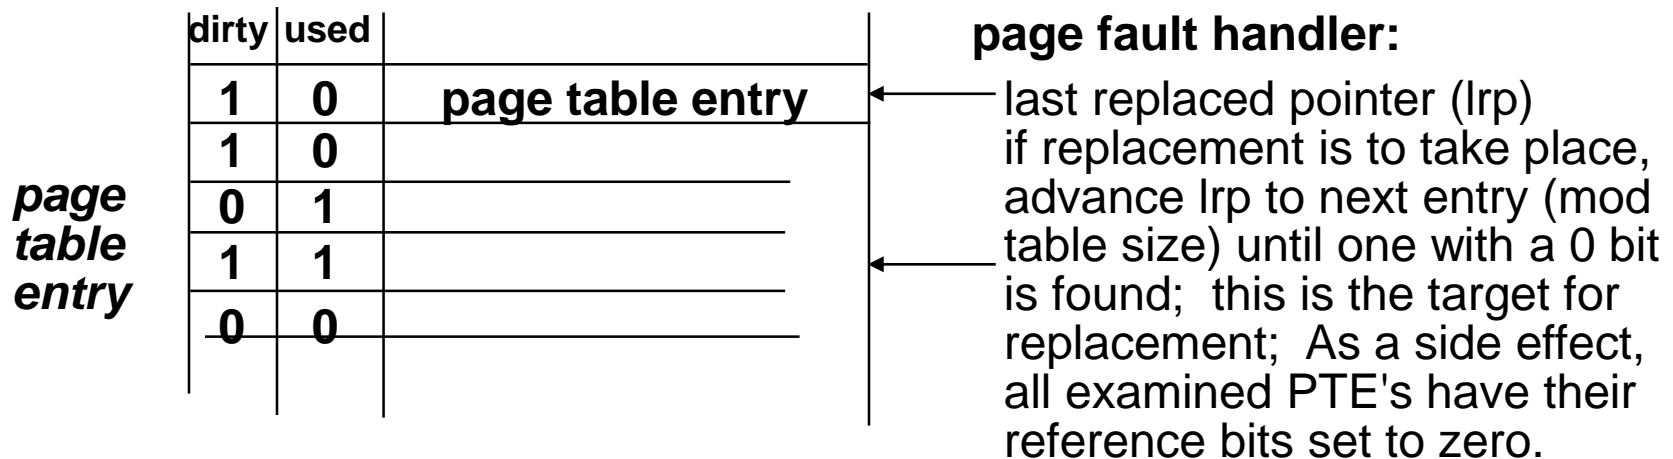 dirty used
1 0 page table entry
1 0
0 1
1 1
0 0
page
table
entry
page fault handler:
last replaced pointer (lrp)
if replacement is to take place,
advance lrp to next entry (mod
table size) until one with a 0 bit
is found; this is the target for
replacement; As a side effect,
all examined PTE's have their
reference bits set to zero.